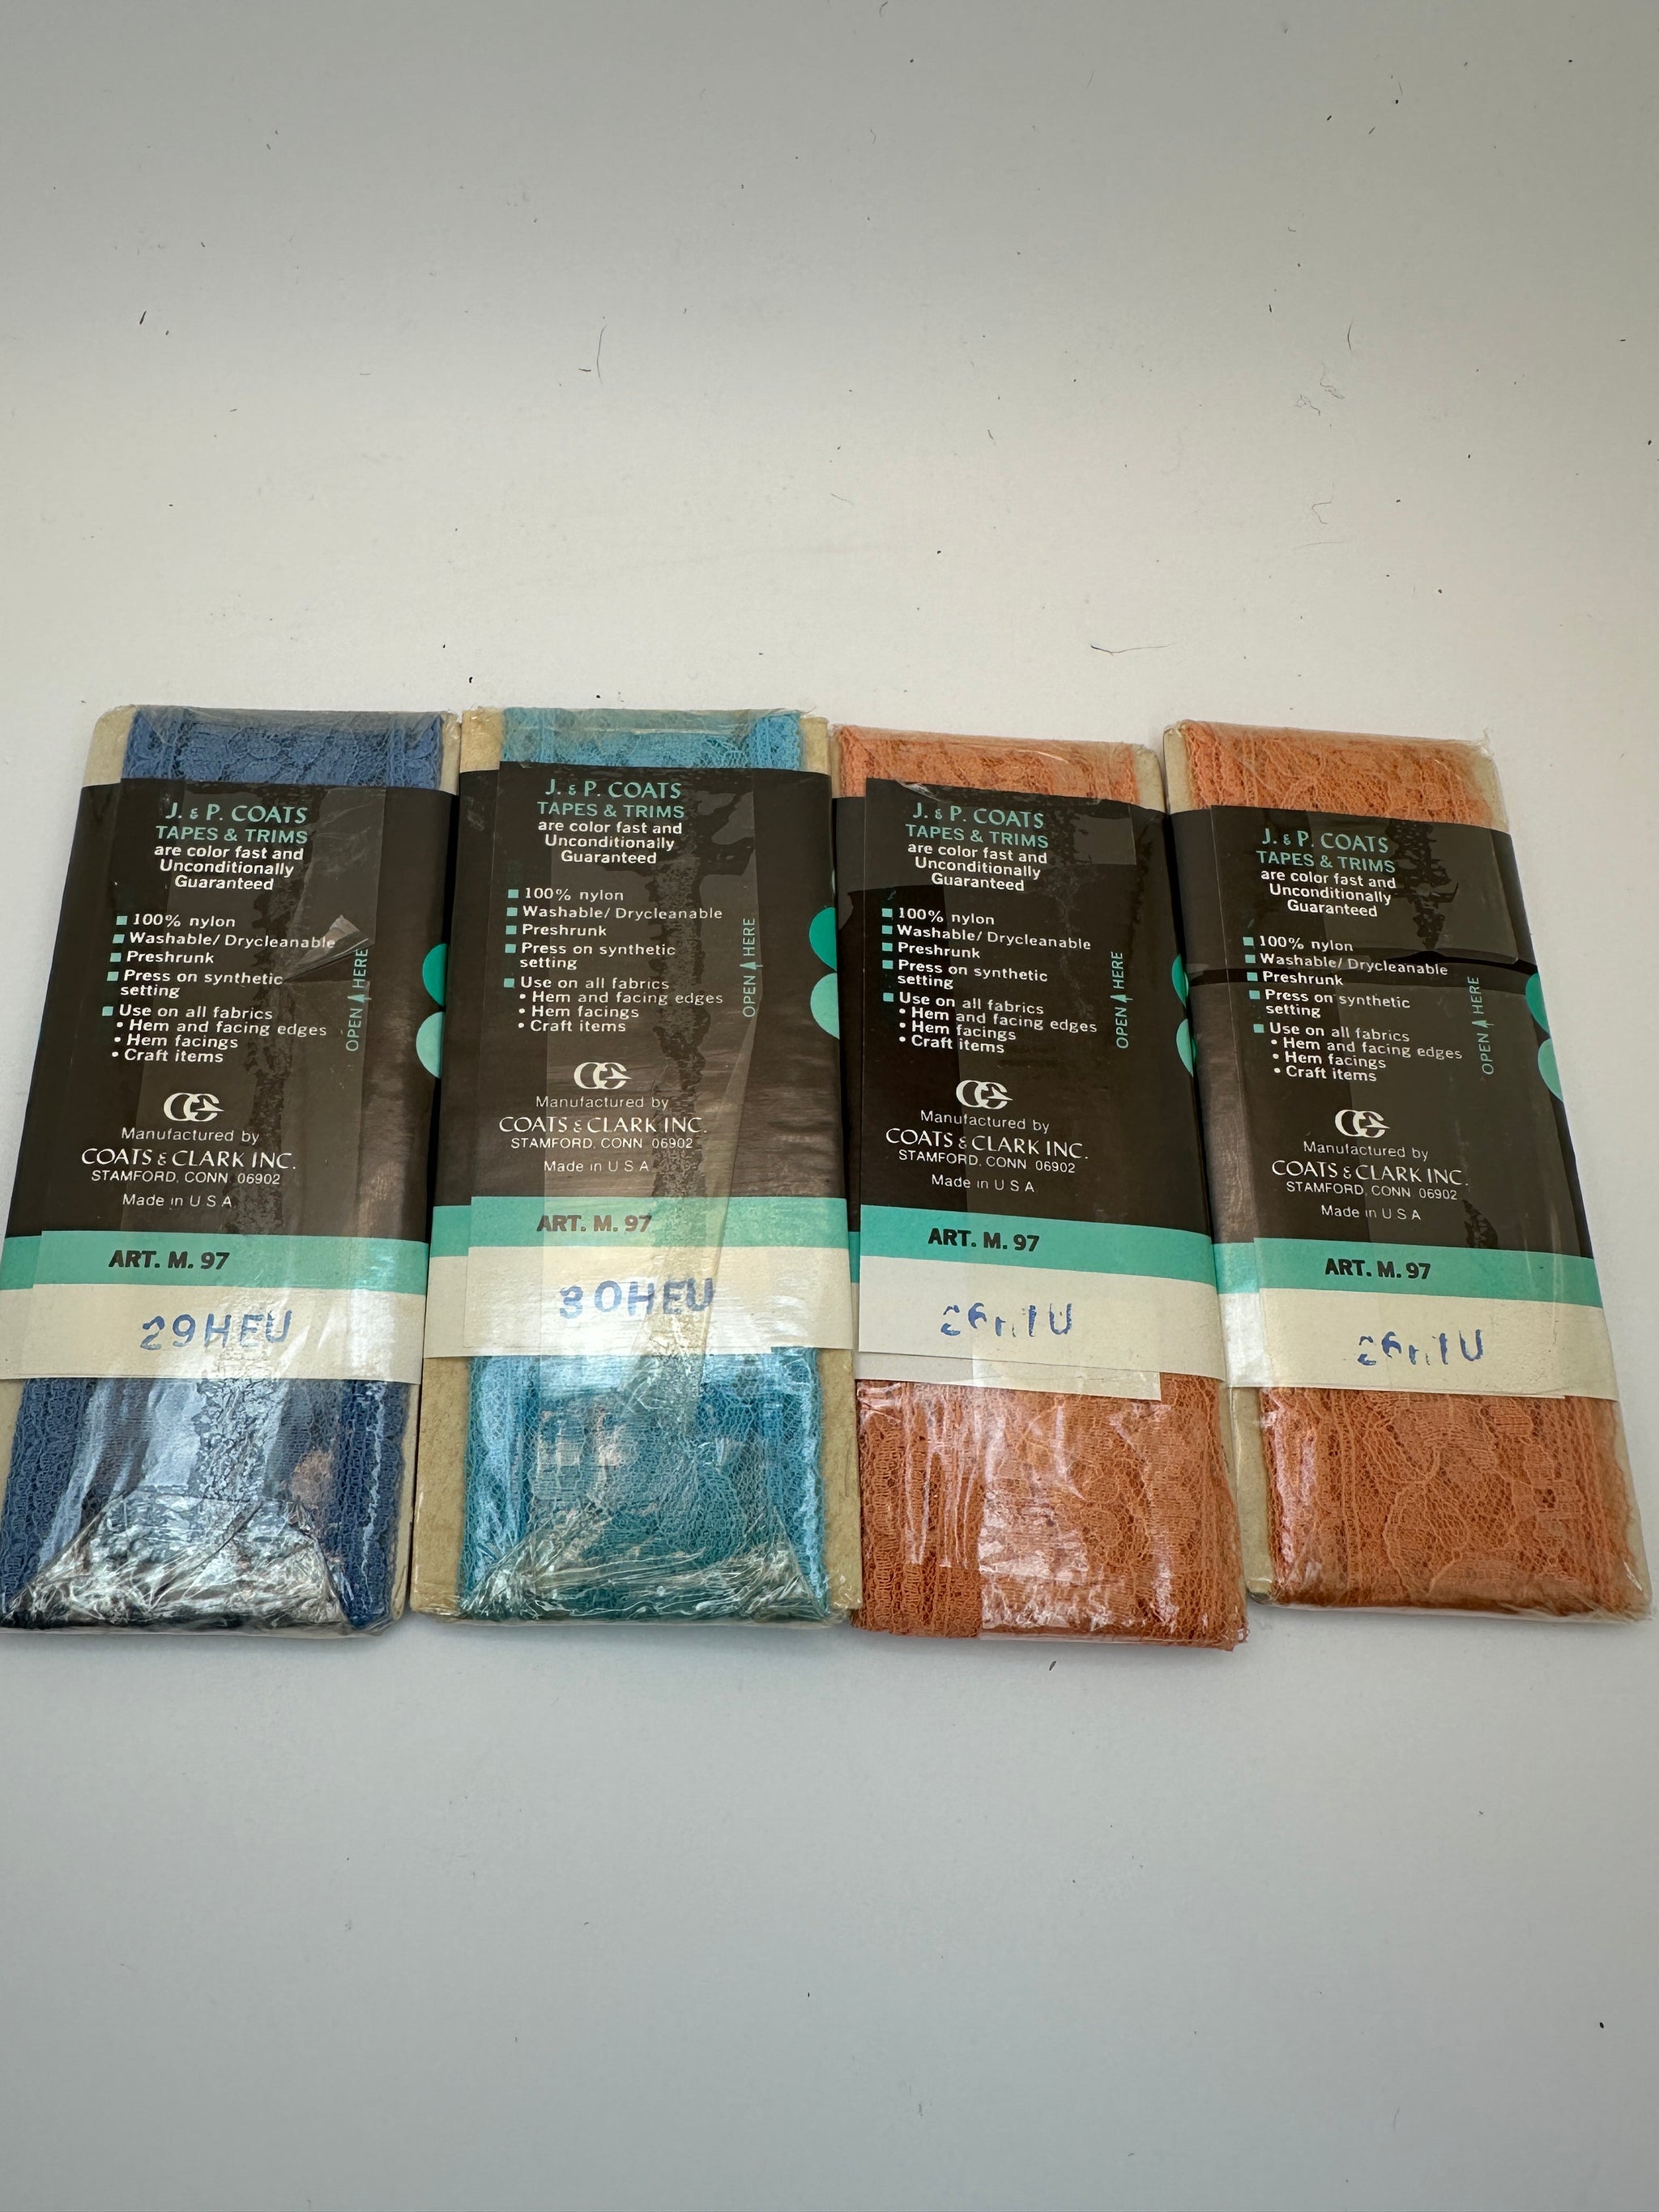 J. & P. COATS
TAPES & TRIMS
are color fast and
Unconditionally
Guaranteed
100% nylon
Washable/Drycleanable
Preshrunk
Press on synthetic
setting
Use on all fabrics
• Hem and facing edges
• Hem facings
• Craft items
OPEN HERE
Manufactured by
COATS & CLARK INC.
STAMFORD, CONN 06902
Made in U S A
ART. M. 97
29HEU
J. & P. COATS
TAPES & TRIMS
are color fast and
Unconditionally
Guaranteed
100% nylon
Washable/Drycleanable
Preshrunk
Press on synthetic
setting
Use on all fabrics
• Hem and facing edges
• Hem facings
• Craft items
OPEN HERE
Manufactured by
COATS & CLARK INC.
STAMFORD, CONN 06902
Made in U S A
ART. M. 97
30HEU
J. & P. COATS
TAPES & TRIMS
are color fast and
Unconditionally
Guaranteed
100% nylon
Washable/Drycleanable
Preshrunk
Press on synthetic
setting
Use on all fabrics
• Hem and facing edges
• Hem facings
• Craft items
OPEN HERE
Manufactured by
COATS & CLARK INC.
STAMFORD, CONN 06902
Made in U S A
ART. M. 97
J. & P. COATS
TAPES & TRIMS
are color fast and
Unconditionally
Guaranteed
100% nylon
Washable/Drycleanable
Preshrunk
Press on synthetic
setting
Use on all fabrics
• Hem and facing edges
• Hem facings
• Craft items
OPEN HERE
Manufactured by
COATS & CLARK INC.
STAMFORD, CONN 06902
Made in U S A
ART. M. 97